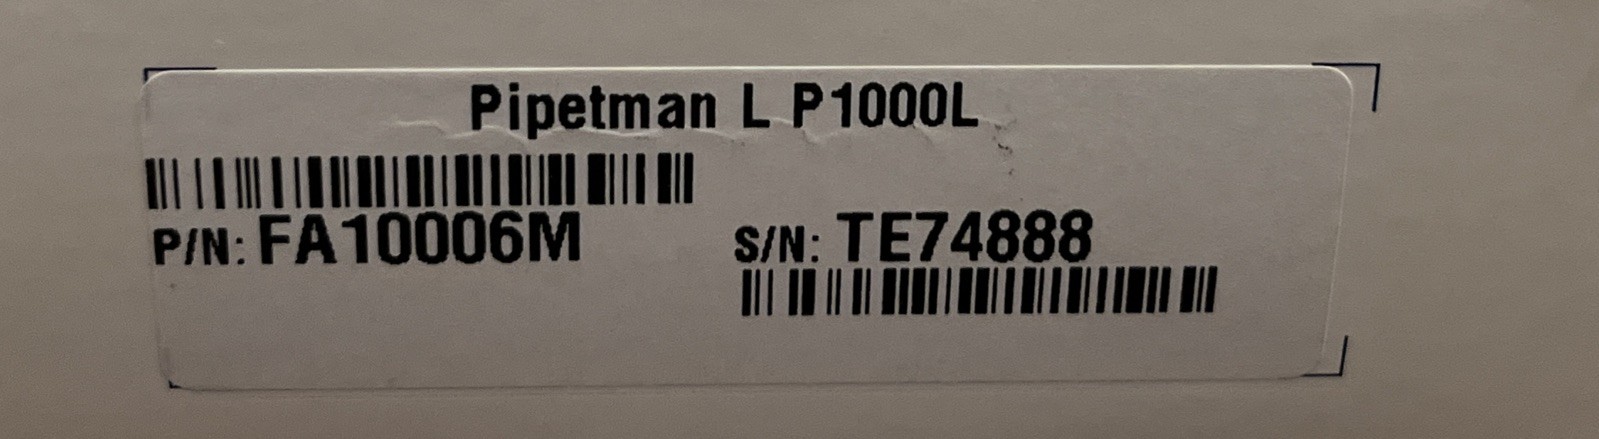 Pipetman L P1000L
P/N: FA10006M
S/N: TE74888